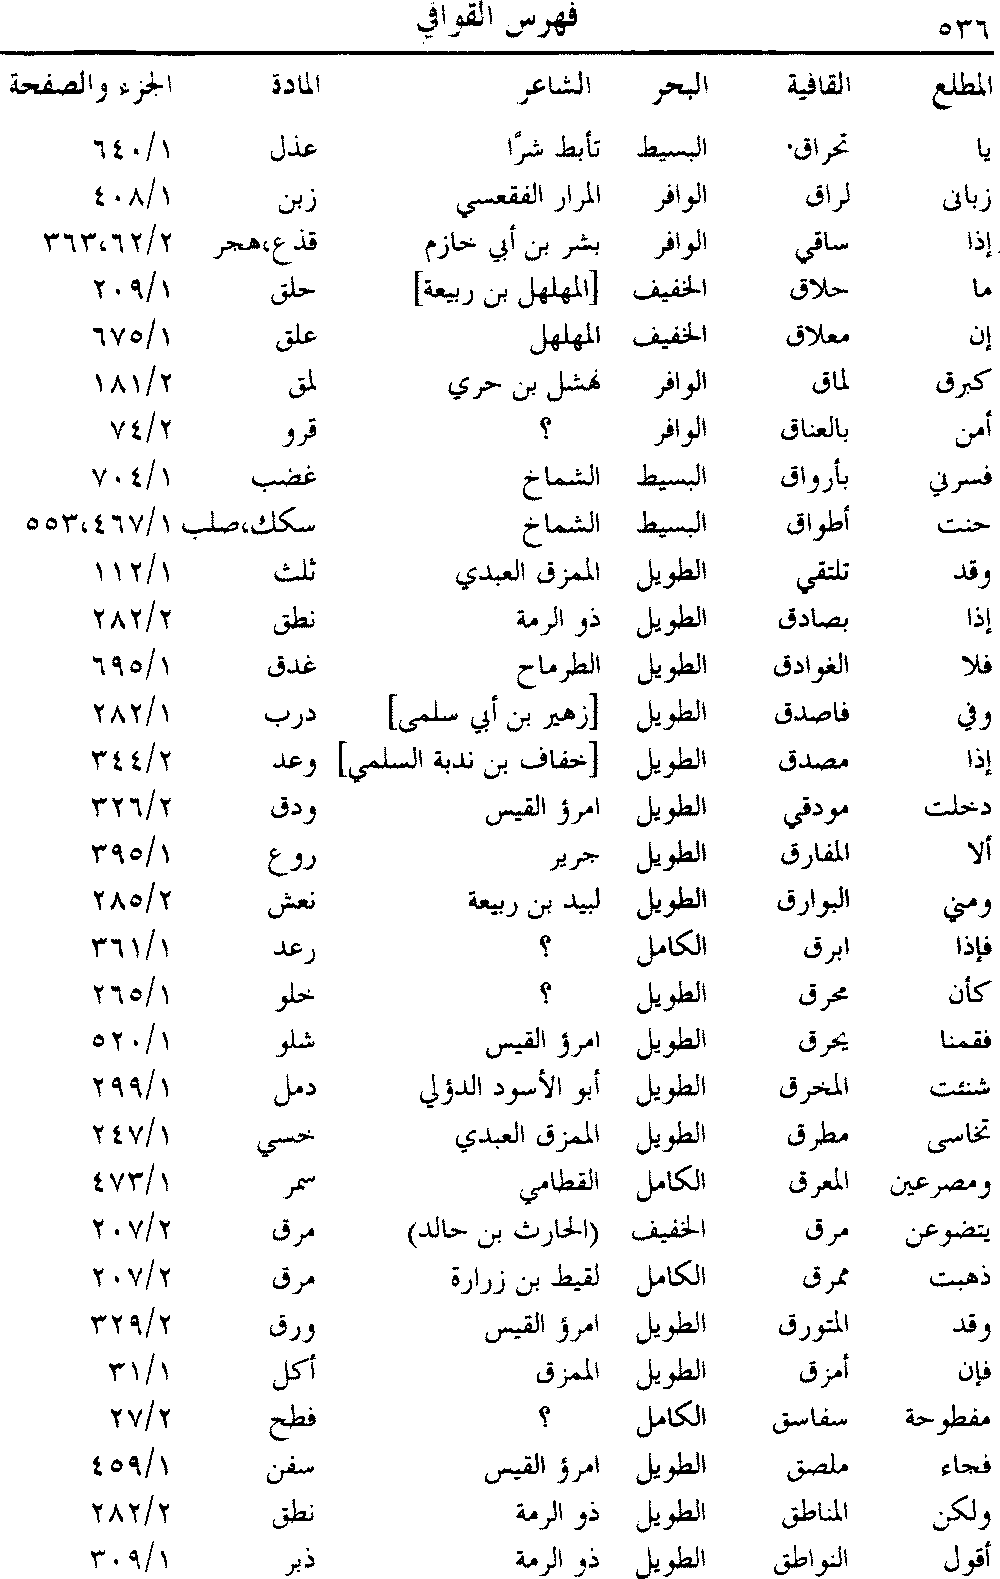 ٥٣٦ فهرس القوافي
المطلع القافية البحر الشاعر المادة الجزء والصفحة
يا تحراق البسيط تأبط شرًّا عذل ٦٤٠/١
زبانى لراق الوافر المرار الفقعسي زبن ٤٠٨/١
إذا ساقي الوافر بشر بن أبي خازم قذع،هجر ٣٦٣،٦٢/٢
ما حلاق الخفيف [المهلهل بن ربيعة] حلق ٢٠٩/١
إن معلاق الخفيف المهلهل علق ٦٧٥/١
كبرق لماق الوافر نهشل بن حري لمق ١٨١/٢
أمن بالعناق الوافر ؟ قرو ٧٤/٢
فسرني بأرواق البسيط الشماخ غضب ٧٠٤/١
حنت أطواق البسيط الشماخ سكك،صلب ٥٥٣،٤٦٧/١
وقد تلتقي الطويل الممزق العبدي ثلث ١١٢/١
إذا بصادق الطويل ذو الرمة نطق ٢٨٢/٢
فلا الغوادق الطويل الطرماح غدق ٦٩٥/١
وفي فاصدق الطويل [زهير بن أبي سلمى] درب ٢٨٢/١
إذا مصدق الطويل [خفاف بن ندبة السلمي] وعد ٣٤٤/٢
دخلت مودقي الطويل امرؤ القيس ودق ٣٢٦/٢
ألا المفارق الطويل جرير روع ٣٩٥/١
ومني البوارق الطويل لبيد بن ربيعة نعش ٢٨٥/٢
فإذا ابرق الكامل ؟ رعد ٣٦١/١
كأن محرق الطويل ؟ خلو ٢٦٥/١
فقمنا يحرق الطويل امرؤ القيس شلو ٥٢٠/١
شنئت المخرق الطويل أبو الأسود الدؤلي دمل ٢٩٩/١
تخاسى مطرق الطويل الممزق العبدي خسي ٢٤٧/١
ومصرعين المعرق الكامل القطامي سمر ٤٧٣/١
يتضوعن مرق الخفيف (الحارث بن حالد) مرق ٢٠٧/٢
ذهبت ممرق الكامل لقيط بن زرارة مرق ٢٠٧/٢
وقد المتورق الطويل امرؤ القيس ورق ٣٢٩/٢
فإن أمزق الطويل الممزق أكل ٣١/١
مفطوحة سفاسق الكامل ؟ فطح ٢٧/٢
فجاء ملصق الطويل امرؤ القيس سفن ٤٥٩/١
ولكن المناطق الطويل ذو الرمة نطق ٢٨٢/٢
أقول النواطق الطويل ذو الرمة ذبر ٣٠٩/١